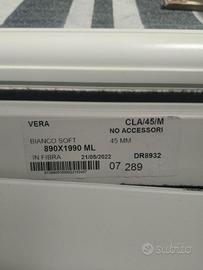 VERA CLA/45/M
NO ACCESSORI
BIANCO SOFT 45 MM
890X1990 ML
IN FIBRA 21/05/2022 DR8932
07 289
subito